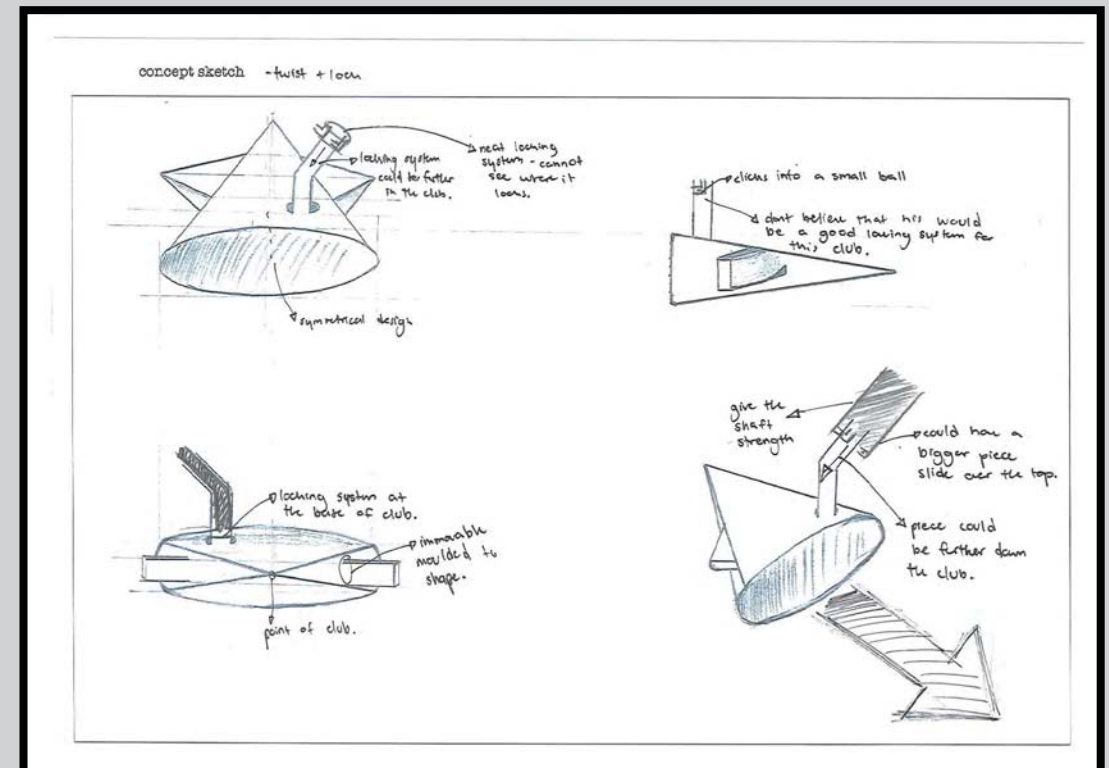 concept sketch - twist + lock
locking system
could be further
in the club.
neat locking
system - cannot
see where it
locks.
symmetrical design
clicks into a small ball
dont believe that his would
be a good locking system for
this club.
locking system at
the base of club.
immovable
moulded to
shape.
point of club.
give the
shaft
strength
could have a
bigger piece
slide over the top.
piece could
be further down
the club.